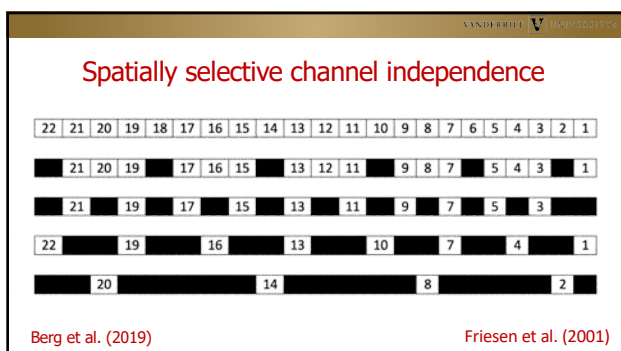 VANDERBILT V UNIVERSITY
Spatially selective channel independence
22 21 20 19 18 17 16 15 14 13 12 11 10 9 8 7 6 5 4 3 2 1
21 20 19 17 16 15 13 12 11 9 8 7 5 4 3 1
21 19 17 15 13 11 9 7 5 3
22 19 16 13 10 7 4 1
20 14 8 2
Berg et al. (2019) Friesen et al. (2001)